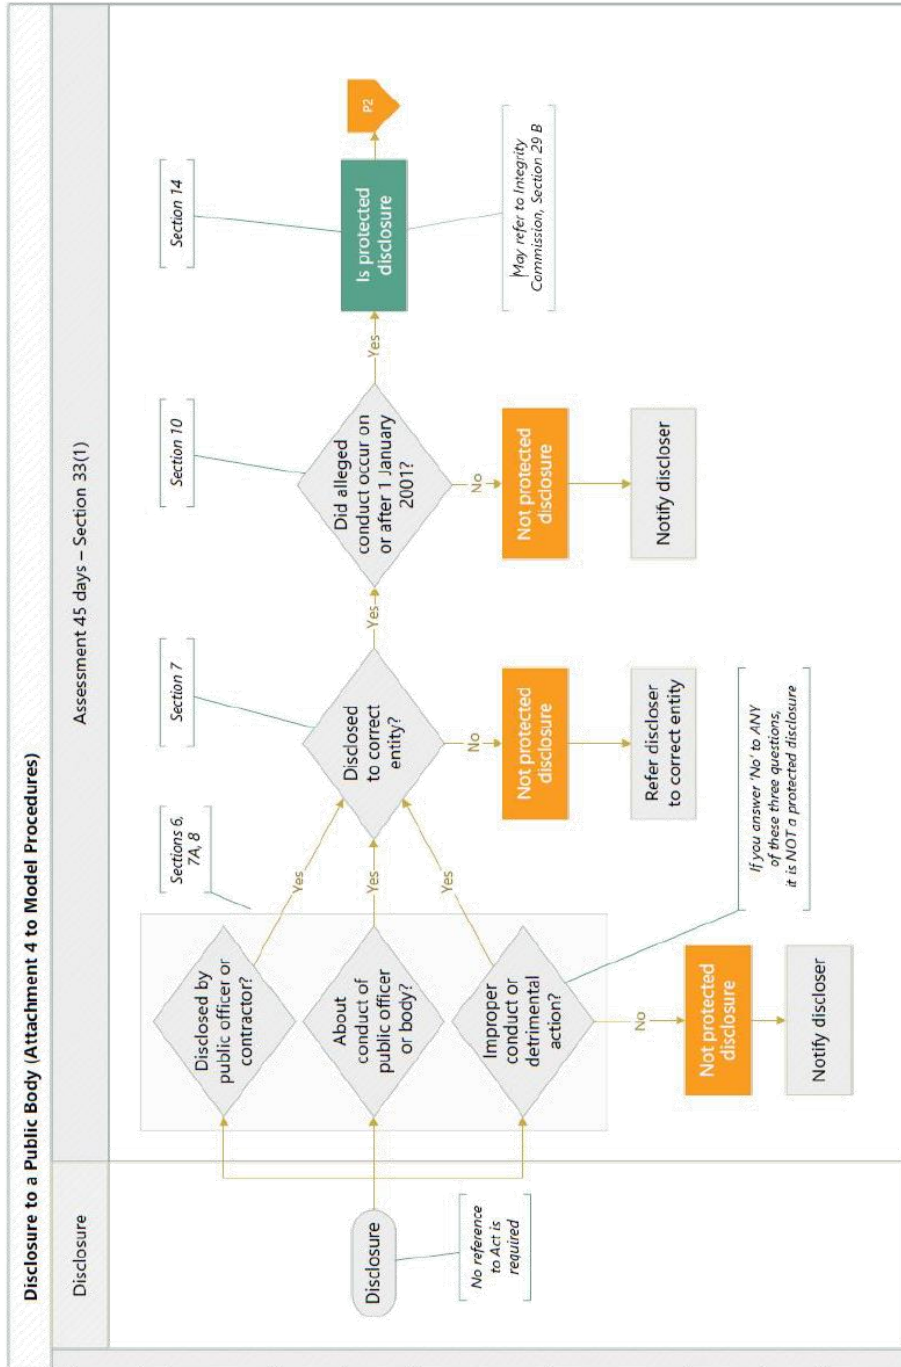 Disclosure to a Public Body (Attachment 4 to Model Procedures)
Disclosure
Assessment 45 days – Section 33(1)
Disclosure
No reference
to Act is
required
Sections 6,
7A, 8
Disclosed by
public officer or
contractor?
Yes
About
conduct of
public officer
or body?
Yes
Improper
conduct or
detrimental
action?
Yes
No
Not protected
disclosure
Notify discloser
If you answer 'No' to ANY
of these three questions,
it is NOT a protected disclosure
Section 7
Disclosed
to correct
entity?
Yes
No
Not protected
disclosure
Refer discloser
to correct entity
Section 10
Did alleged
conduct occur on
or after 1 January
2001?
Yes
No
Not protected
disclosure
Notify discloser
Section 14
Is protected
disclosure
P2
May refer to Integrity
Commission, Section 29 B